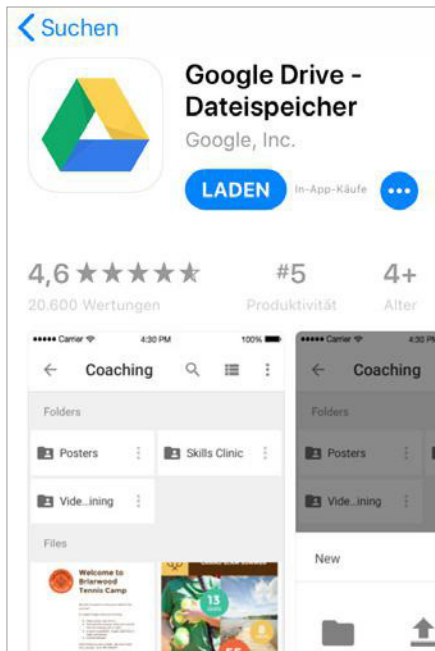 Suchen
Google Drive -
Dateispeicher
Google, Inc.
LADEN
In-App-Käufe
4,6
#5
4+
20.600 Wertungen
Produktivität
Alter
Carrier
4:30 PM
100%
Carrier
4:30 PM
Coaching
Coaching
Folders
Folders
Posters
Skills Clinic
Posters
Vide...ining
Vide...ining
Files
New
Welcome to
Briarwood
Tennis Camp
13
8
55